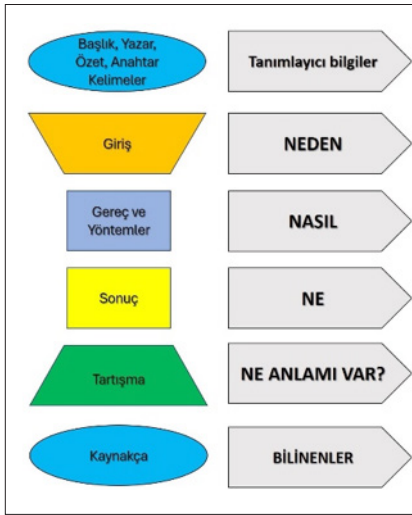 Başlık, Yazar,
Özet, Anahtar
Kelimeler
Tanımlayıcı bilgiler
Giriş
NEDEN
Gereç ve
Yöntemler
NASIL
Sonuç
NE
Tartışma
NE ANLAMI VAR?
Kaynakça
BİLİNENLER